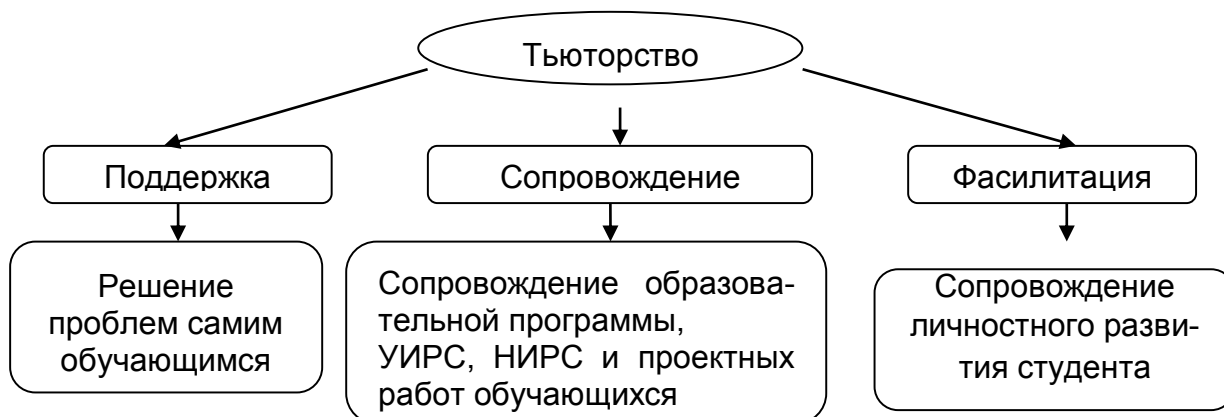 Тьюторство
Поддержка
Сопровождение
Фасилитация
Решение
проблем самим
обучающимся
Сопровождение образова-
тельной программы,
УИРС, НИРС и проектных
работ обучающихся
Сопровождение
личностного разви-
тия студента